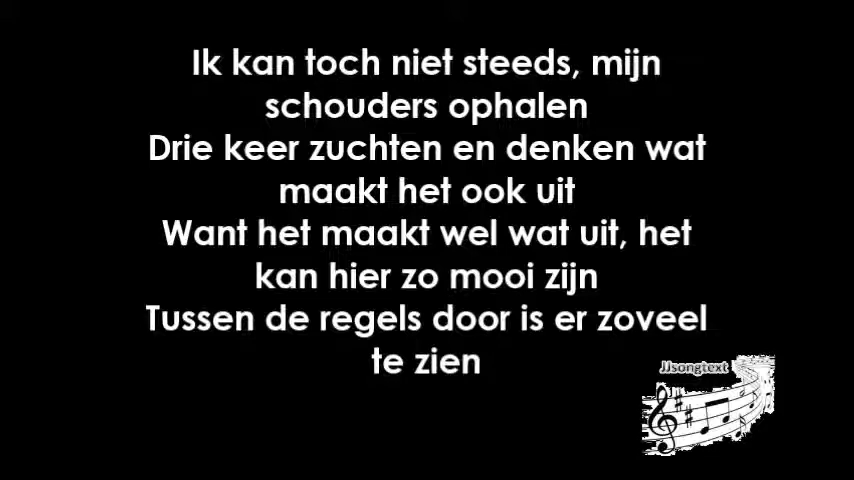 Ik kan toch niet steeds, mijn
schouders ophalen
Drie keer zuchten en denken wat
maakt het ook uit
Want het maakt wel wat uit, het
kan hier zo mooi zijn
Tussen de regels door is er zoveel
te zien
JJsongtext